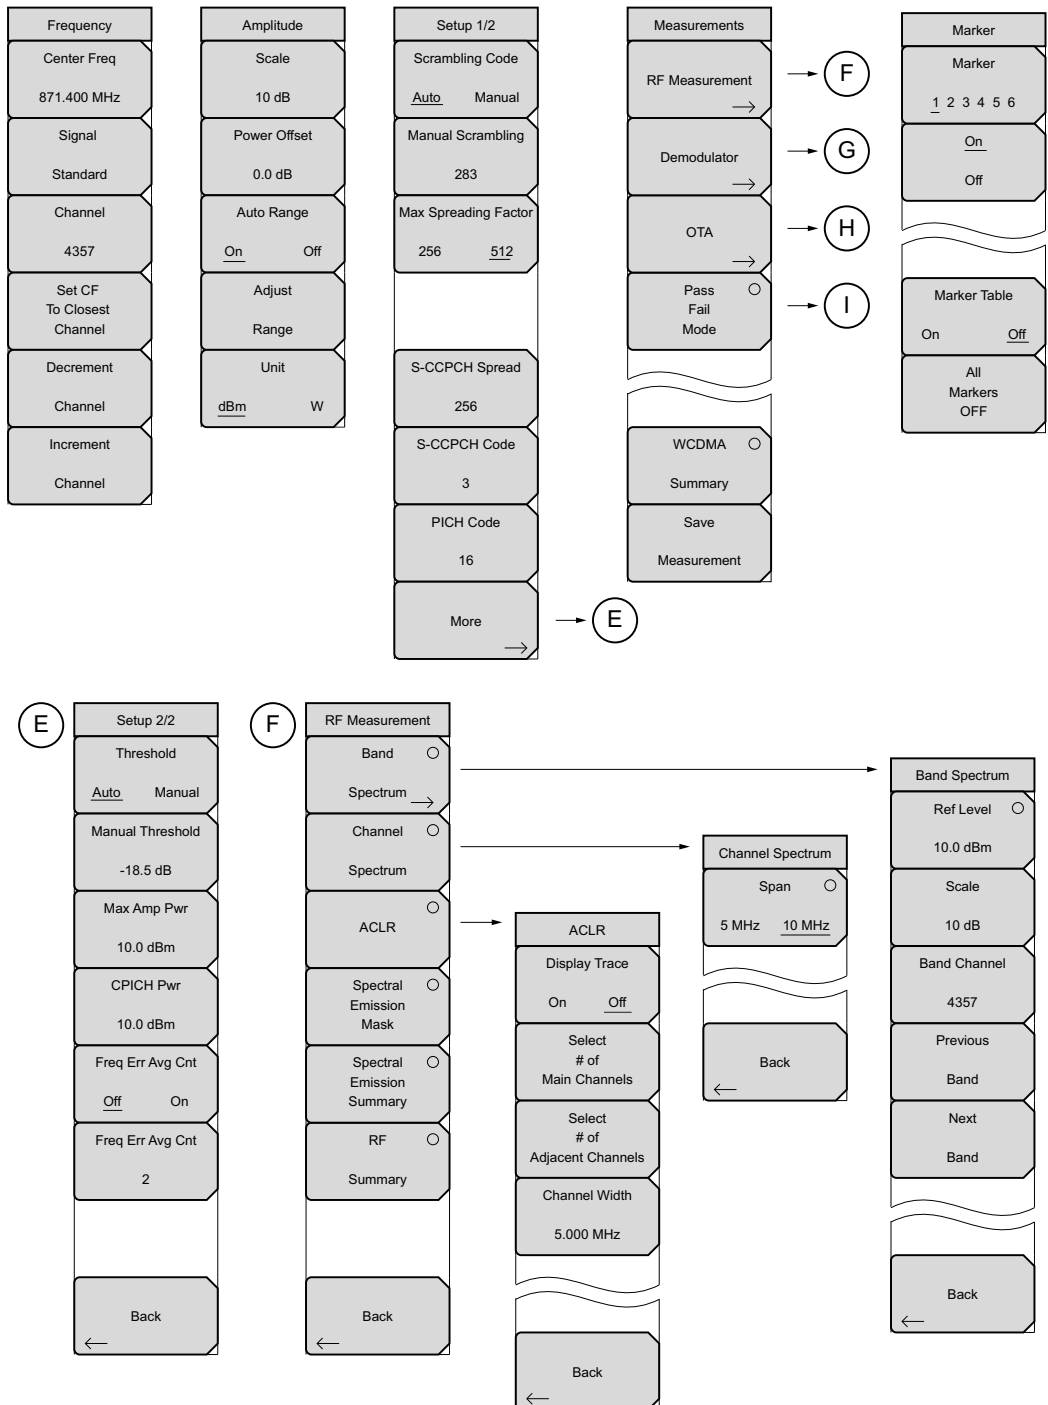 Frequency
Center Freq
871.400 MHz
Signal
Standard
Channel
4357
Set CF
To Closest
Channel
Decrement
Channel
Increment
Channel
Amplitude
Scale
10 dB
Power Offset
0.0 dB
Auto Range
On Off
Adjust
Range
Unit
dBm W
Setup 1/2
Scrambling Code
Auto Manual
Manual Scrambling
283
Max Spreading Factor
256 512
S-CCPCH Spread
256
S-CCPCH Code
3
PICH Code
16
More
E
Measurements
RF Measurement
F
Demodulator
G
OTA
H
Pass
Fail
Mode
I
WCDMA
Summary
Save
Measurement
Marker
Marker
1 2 3 4 5 6
On
Off
Marker Table
On Off
All
Markers
OFF
E
Setup 2/2
Threshold
Auto Manual
Manual Threshold
-18.5 dB
Max Amp Pwr
10.0 dBm
CPICH Pwr
10.0 dBm
Freq Err Avg Cnt
Off On
Freq Err Avg Cnt
2
Back
F
RF Measurement
Band
Spectrum
Channel
Spectrum
ACLR
Spectral
Emission
Mask
Spectral
Emission
Summary
RF
Summary
Back
ACLR
Display Trace
On Off
Select
# of
Main Channels
Select
# of
Adjacent Channels
Channel Width
5.000 MHz
Back
Channel Spectrum
Span
5 MHz 10 MHz
Back
Band Spectrum
Ref Level
10.0 dBm
Scale
10 dB
Band Channel
4357
Previous
Band
Next
Band
Back